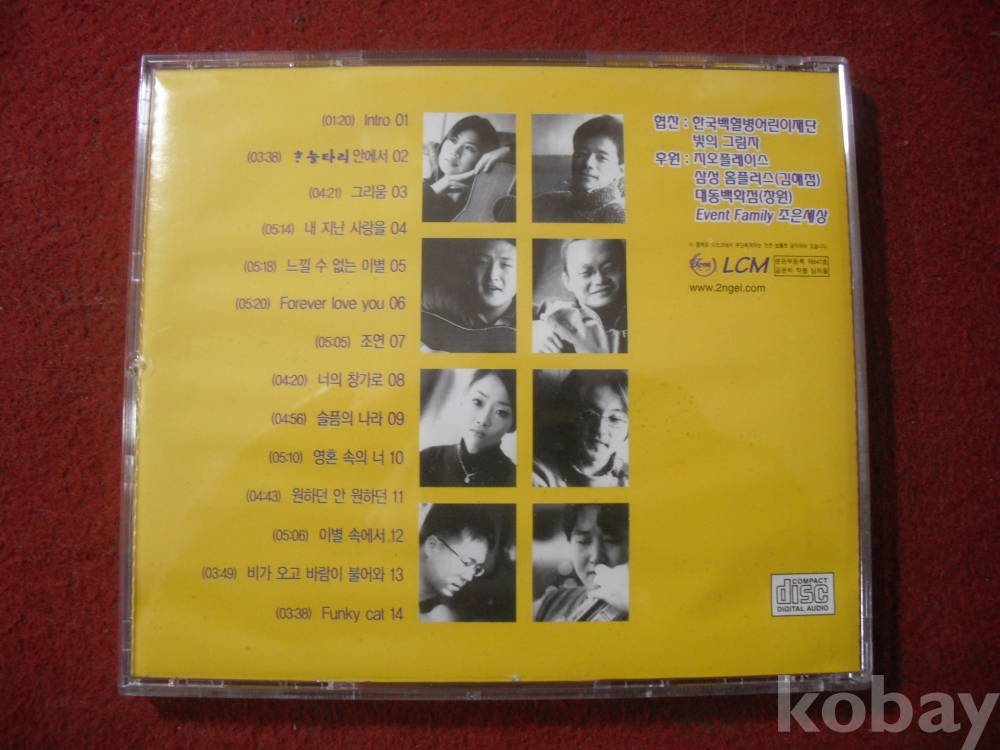 (01:20) Intro 01
(03:38) 울타리 안에서 02
(04:21) 그리움 03
(05:14) 내 지난 사랑을 04
(05:18) 느낄 수 없는 이별 05
(05:20) Forever love you 06
(05:05) 조연 07
(04:20) 너의 창가로 08
(04:56) 슬픔의 나라 09
(05:10) 영혼 속의 너 10
(04:43) 원하던 안 원하던 11
(05:06) 이별 속에서 12
(03:49) 비가 오고 바람이 불어와 13
(03:38) Funky cat 14
협찬 : 한국백혈병어린이재단
빛의 그림자
후원 : 지오플레이스
삼성 홈플러스(김해점)
대동백화점(창원)
Event Family 조은세상
LCM
www.2ngel.com
COMPACT
disc
DIGITAL AUDIO
kobay